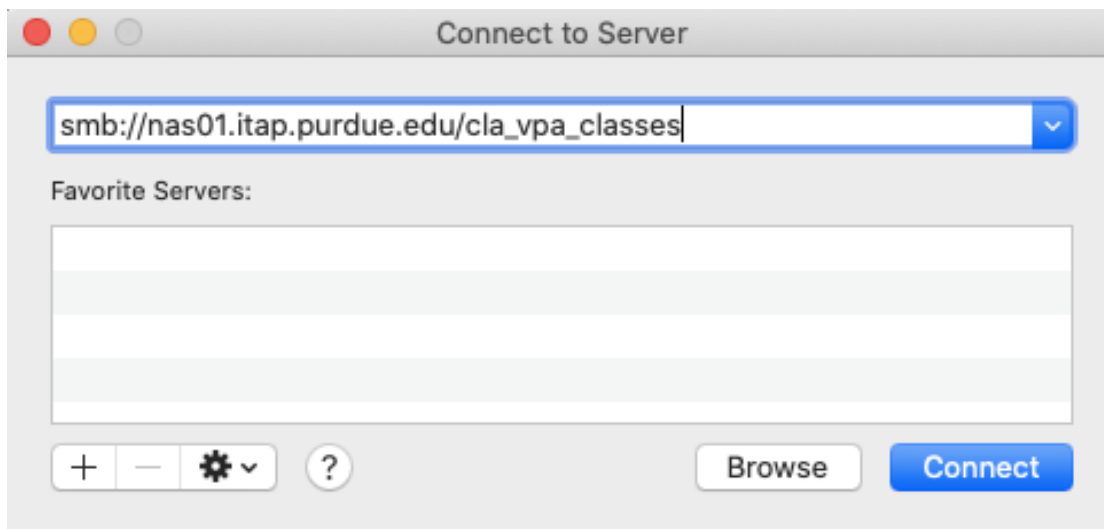 Connect to Server
smb://nas01.itap.purdue.edu/cla_vpa_classes
Favorite Servers:
?
Browse
Connect